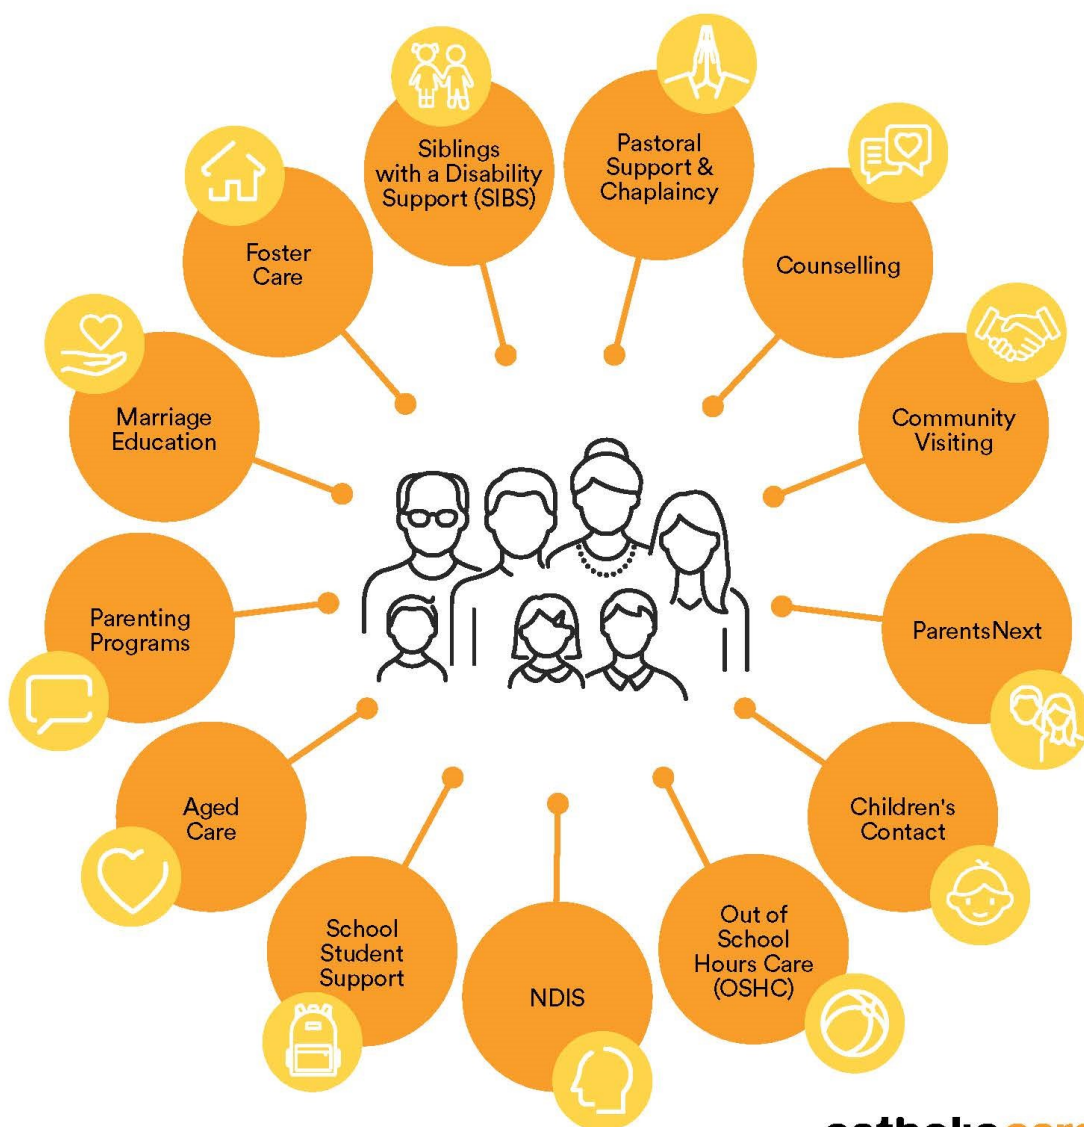 Siblings
with a Disability
Support (SIBS)
Pastoral
Support &
Chaplaincy
Counselling
Community
Visiting
ParentsNext
Children's
Contact
Out of
School
Hours Care
(OSHC)
NDIS
School
Student
Support
Aged
Care
Parenting
Programs
Marriage
Education
Foster
Care